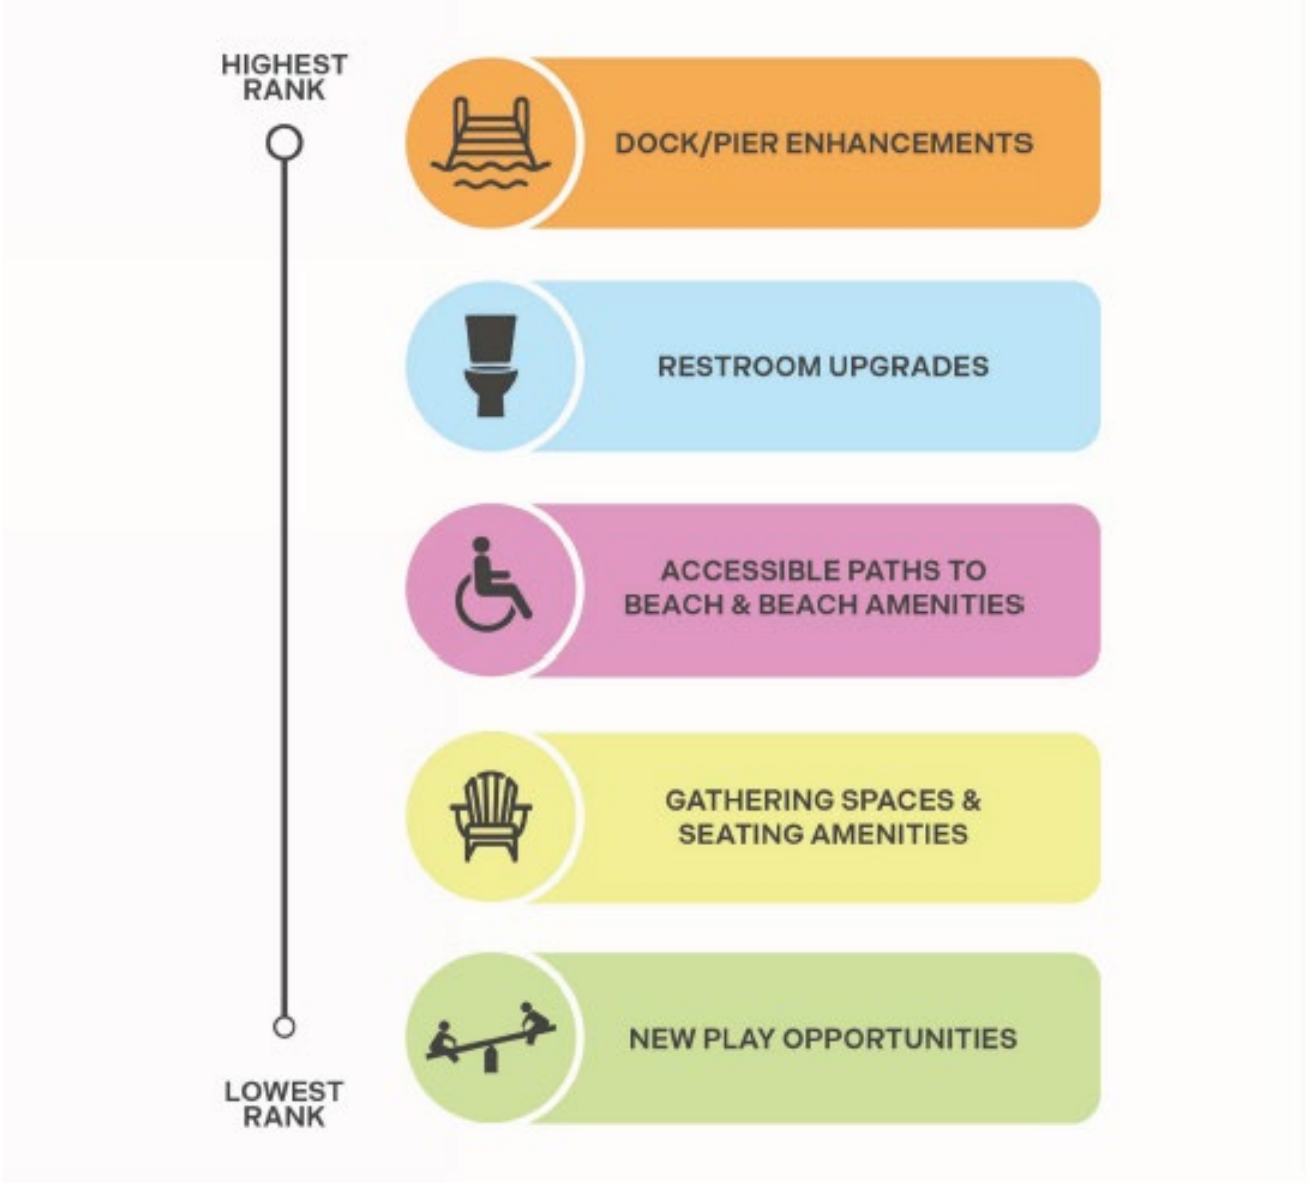 HIGHEST
RANK
DOCK/PIER ENHANCEMENTS
RESTROOM UPGRADES
ACCESSIBLE PATHS TO
BEACH & BEACH AMENITIES
GATHERING SPACES &
SEATING AMENITIES
NEW PLAY OPPORTUNITIES
LOWEST
RANK